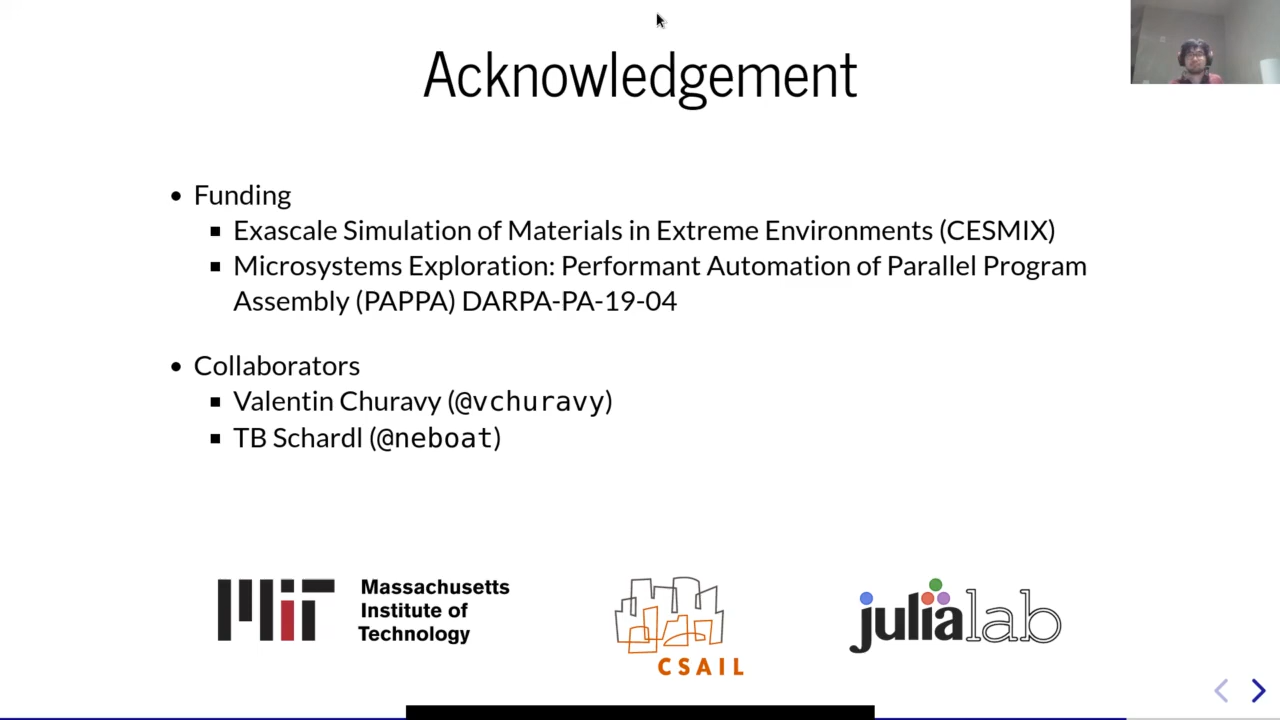 Acknowledgement
• Funding
▪ Exascale Simulation of Materials in Extreme Environments (CESMIX)
▪ Microsystems Exploration: Performant Automation of Parallel Program
Assembly (PAPPA) DARPA-PA-19-04
• Collaborators
▪ Valentin Churavy (@vchuravy)
▪ TB Schardl (@neboat)
MIT
Massachusetts
Institute of
Technology
CSAIL
julialab